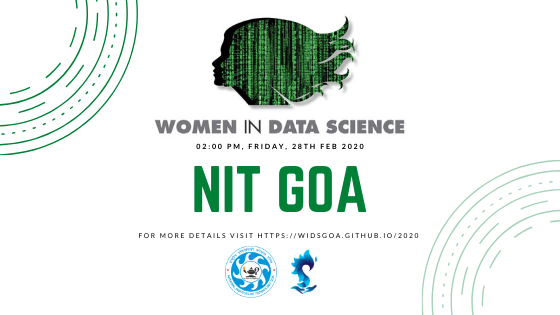 WOMEN IN DATA SCIENCE
02:00 PM, FRIDAY, 28TH FEB 2020
NIT GOA
FOR MORE DETAILS VISIT HTTPS://WIDSGOA.GITHUB.IO/2020